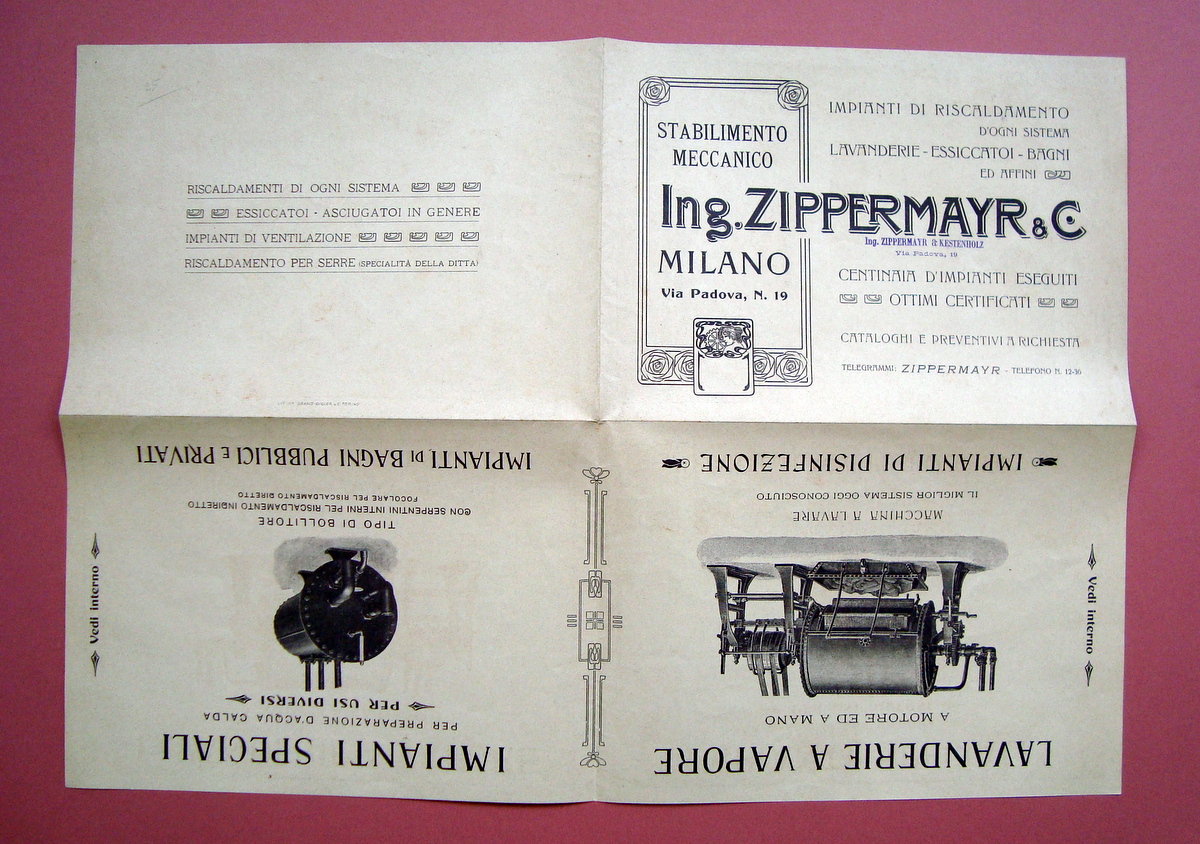 RISCALDAMENTI DI OGNI SISTEMA
ESSICCATOI - ASCIUGATOI IN GENERE
IMPIANTI DI VENTILAZIONE
RISCALDAMENTO PER SERRE (SPECIALITÀ DELLA DITTA)
STABILIMENTO
MECCANICO
Ing. ZIPPERMAYR & C.
MILANO
Via Padova, N. 19
IMPIANTI DI RISCALDAMENTO
D'OGNI SISTEMA
LAVANDERIE - ESSICCATOI - BAGNI
ED AFFINI
Ing. ZIPPERMAYR & KESTENHOLZ
Via Padova, 19
CENTINAIA D'IMPIANTI ESEGUITI
OTTIMI CERTIFICATI
CATALOGHI E PREVENTIVI A RICHIESTA
TELEGRAMMI: ZIPPERMAYR - TELEFONO N. 12-36
LAVANDERIE A VAPORE
A MOTORE ED A MANO
MACCHINA A LAVARE
IL MIGLIOR SISTEMA OGGI CONOSCIUTO
IMPIANTI DI DISINFEZIONE
Vedi interno
IMPIANTI SPECIALI
PER PREPARAZIONE D'ACQUA CALDA
PER USI DIVERSI
TIPO DI BOLLITORE
CON SERPENTINI INTERNI PEL RISCALDAMENTO INDIRETTO
FOCOLARE PEL RISCALDAMENTO DIRETTO
IMPIANTI DI BAGNI PUBBLICI E PRIVATI
Vedi interno